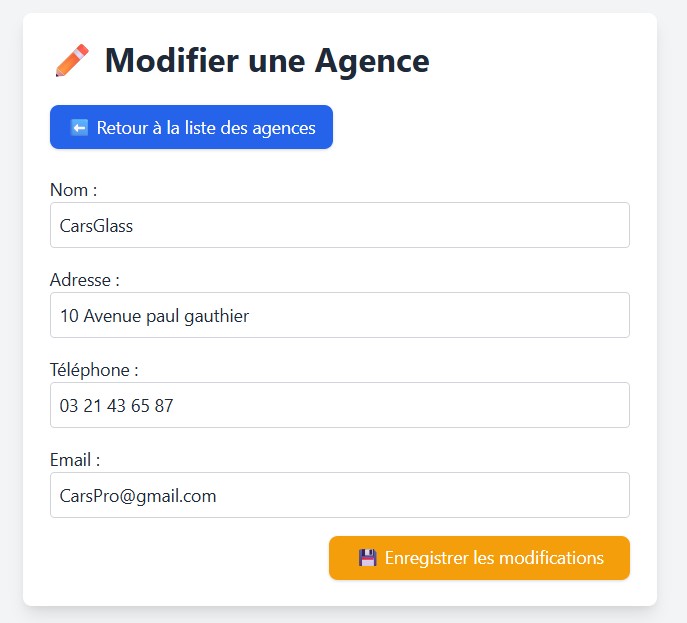 Modifier une Agence
Retour à la liste des agences
Nom :
CarsGlass
Adresse :
10 Avenue paul gauthier
Téléphone :
03 21 43 65 87
Email :
CarsPro@gmail.com
Enregistrer les modifications